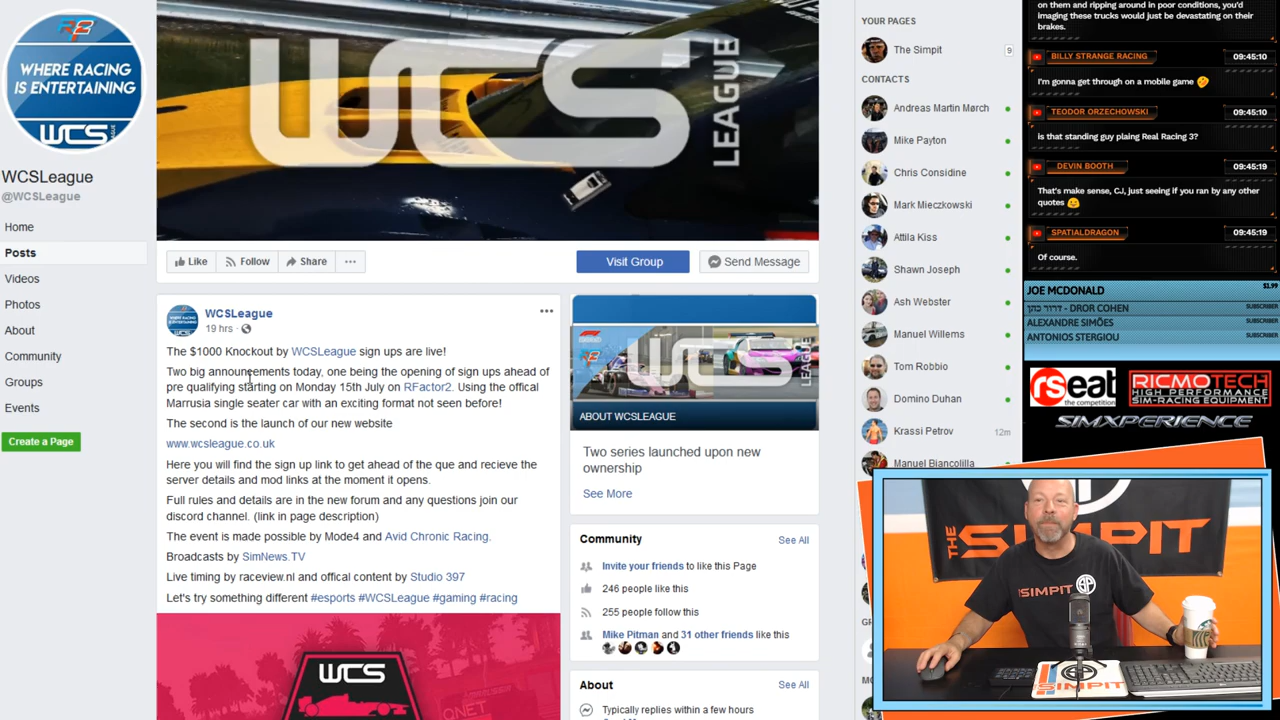 R2
WHERE RACING
IS ENTERTAINING
WCS
WCSLeague
@WCSLeague
Home
Posts
Videos
Photos
About
Community
Groups
Events
Create a Page
WCS LEAGUE
Like
Follow
Share
...
Visit Group
Send Message
WCSLeague
19 hrs ·
The $1000 Knockout by WCSLeague sign ups are live!
Two big announcements today, one being the opening of sign ups ahead of
pre qualifying starting on Monday 15th July on RFactor2. Using the offical
Marrusia single seater car with an exciting format not seen before!
The second is the launch of our new website
www.wcsleague.co.uk
Here you will find the sign up link to get ahead of the que and recieve the
server details and mod links at the moment it opens.
Full rules and details are in the new forum and any questions join our
discord channel. (link in page description)
The event is made possible by Mode4 and Avid Chronic Racing.
Broadcasts by SimNews.TV
Live timing by raceview.nl and offical content by Studio 397
Let's try something different #esports #WCSLeague #gaming #racing
WCS
WCS LEAGUE
ABOUT WCSLEAGUE
Two series launched upon new
ownership
See More
Community
See All
Invite your friends to like this Page
246 people like this
255 people follow this
Mike Pitman and 31 other friends like this
About
See All
Typically replies within a few hours
YOUR PAGES
The Simpit
9
CONTACTS
Andreas Martin Mørch
Mike Payton
Chris Considine
Mark Mieczkowski
Attila Kiss
Shawn Joseph
Ash Webster
Manuel Willems
Tom Robbio
Domino Duhan
Krassi Petrov
12m
Manuel Biancolilla
on them and ripping around in poor conditions, you'd
imaging these trucks would just be devastating on their
brakes.
BILLY STRANGE RACING
09:45:10
I'm gonna get through on a mobile game
TEODOR ORZECHOWSKI
09:45:10
is that standing guy plaing Real Racing 3?
DEVIN BOOTH
09:45:19
That's make sense, CJ, just seeing if you ran by any other
quotes
SPATIALDRAGON
09:45:19
Of course.
JOE MCDONALD
$1.99
דרור כהן - DROR COHEN
SUBSCRIBER
ALEXANDRE SIMÕES
SUBSCRIBER
ANTONIOS STERGIOU
SUBSCRIBER
rseat
the competition
RICMOTECH
HIGH PERFORMANCE
SIM-RACING EQUIPMENT
SIMXPERIENCE
THE SIMPIT
SIMPIT
SIMPIT